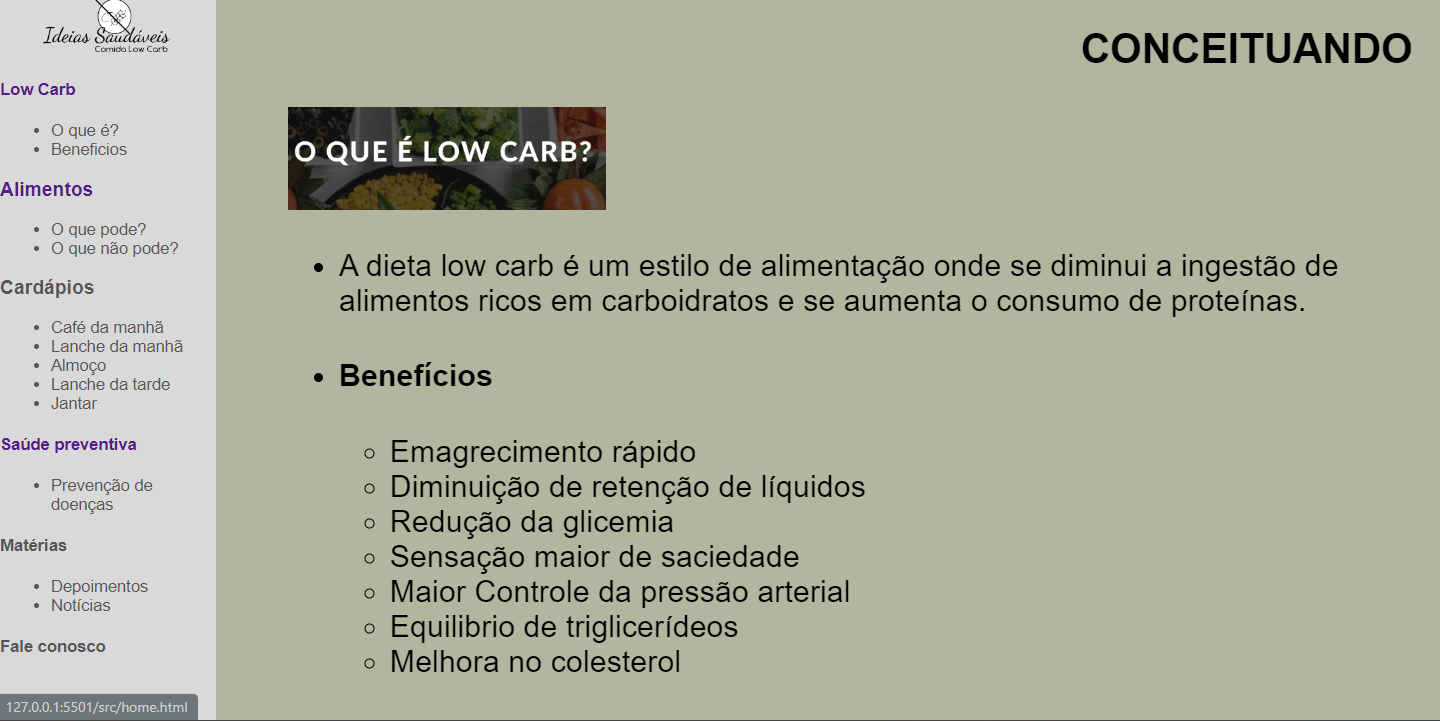 Ideias Saudáveis
Comida Low Carb
Low Carb
O que é?
Beneficios
Alimentos
O que pode?
O que não pode?
Cardápios
Café da manhã
Lanche da manhã
Almoço
Lanche da tarde
Jantar
Saúde preventiva
Prevenção de
doenças
Matérias
Depoimentos
Notícias
Fale conosco
127.0.0.1:5501/src/home.html
CONCEITUANDO
O QUE É LOW CARB?
A dieta low carb é um estilo de alimentação onde se diminui a ingestão de
alimentos ricos em carboidratos e se aumenta o consumo de proteínas.
Benefícios
Emagrecimento rápido
Diminuição de retenção de líquidos
Redução da glicemia
Sensação maior de saciedade
Maior Controle da pressão arterial
Equilibrio de triglicerídeos
Melhora no colesterol